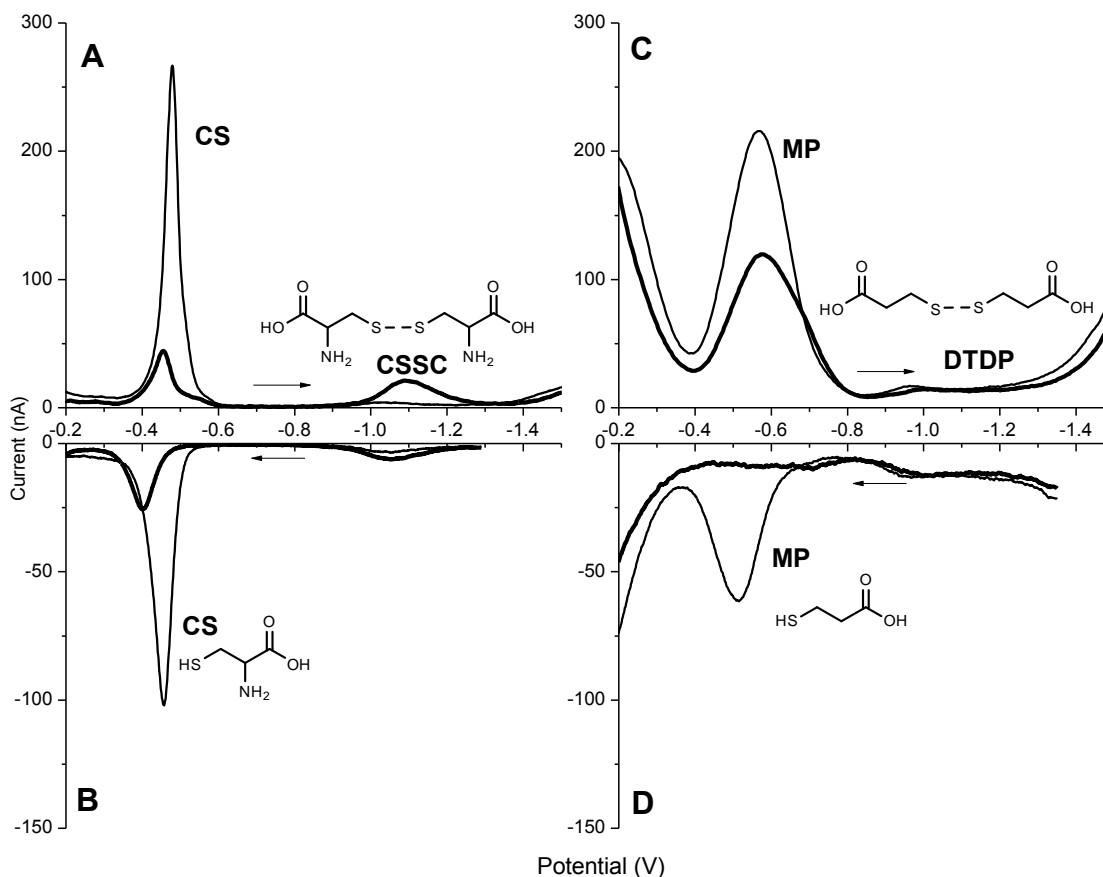 A
300
200
100
0
CS
O
HO
NH2
S
S
O
OH
NH2
CSSC
-0.2 -0.4 -0.6 -0.8 -1.0 -1.2 -1.4
C
300
250
200
150
100
50
0
MP
O
HO
S
S
O
OH
DTDP
-0.2 -0.4 -0.6 -0.8 -1.0 -1.2 -1.4
Current (nA)
0
-50
-100
-150
CS
HS
O
OH
NH2
B
0
-50
-100
-150
MP
HS
O
OH
D
Potential (V)